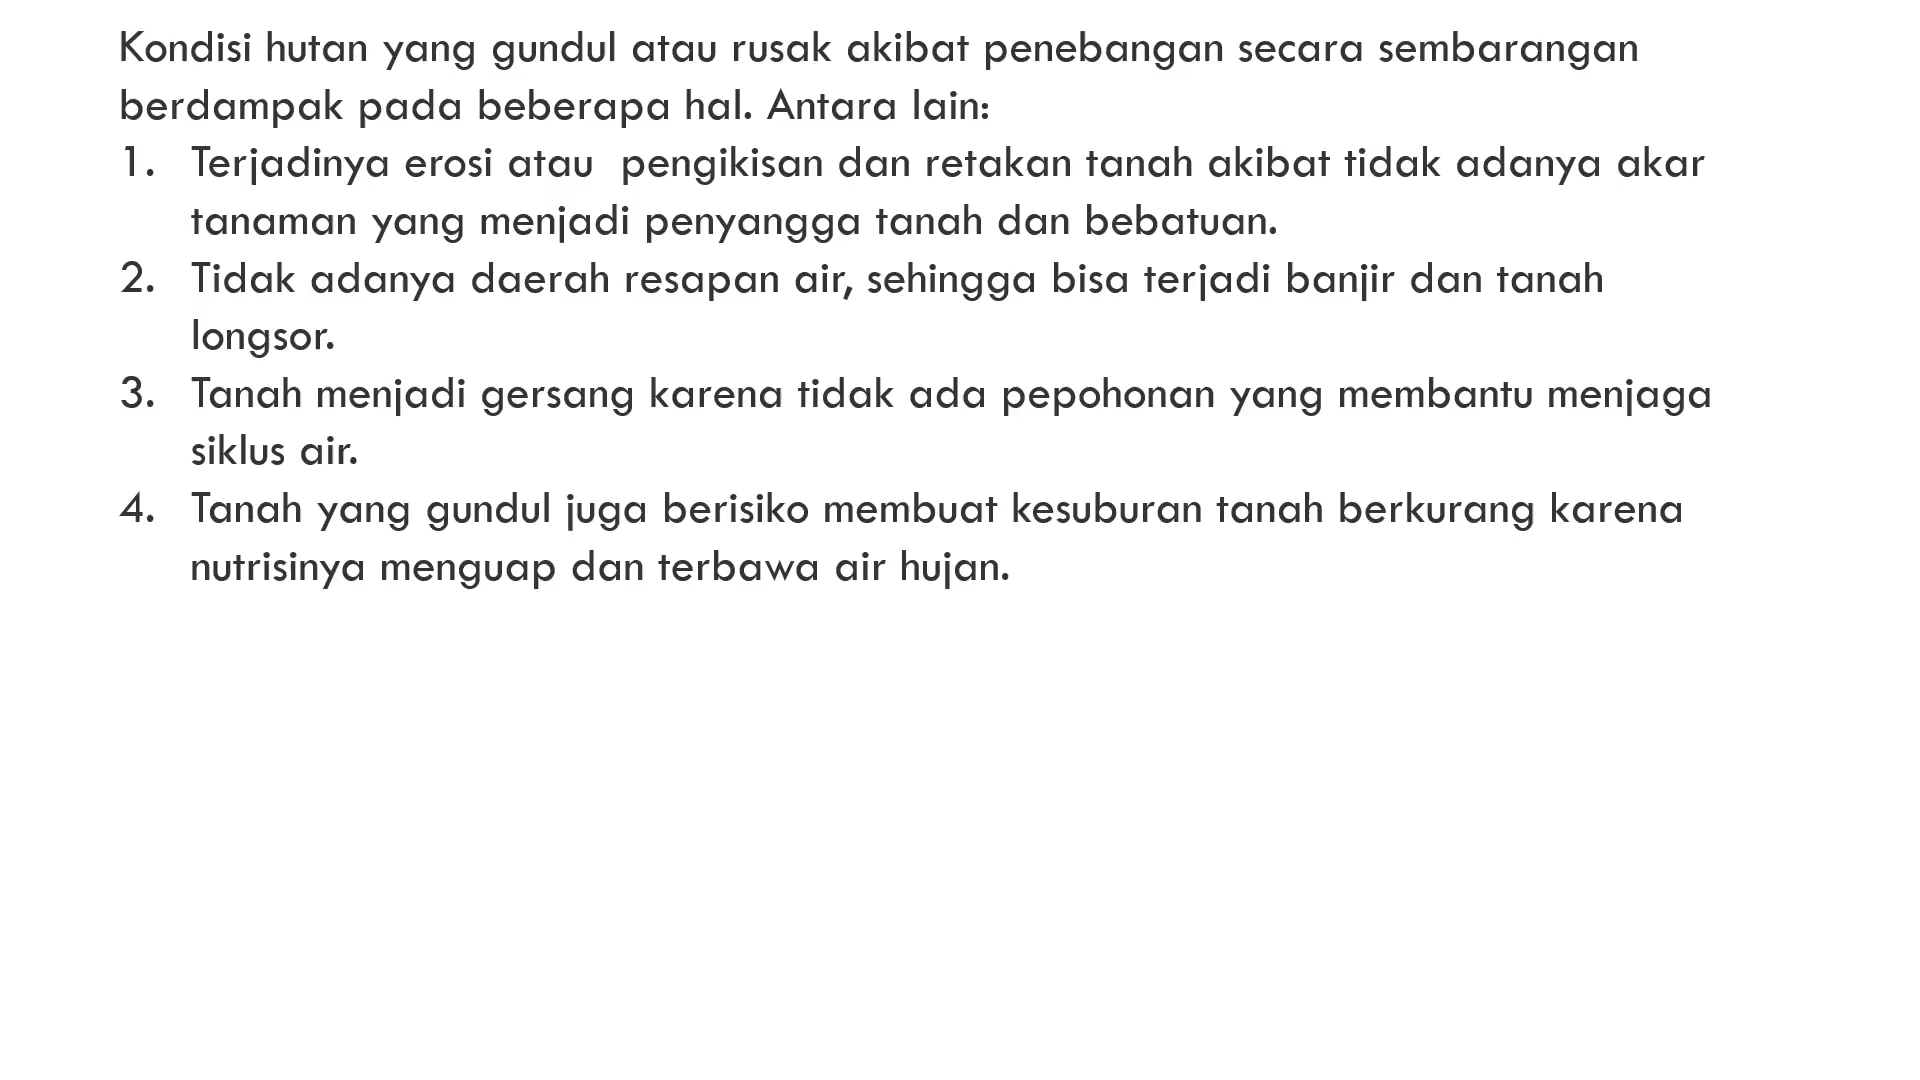 Kondisi hutan yang gundul atau rusak akibat penebangan secara sembarangan
berdampak pada beberapa hal. Antara lain:
1. Terjadinya erosi atau  pengikisan dan retakan tanah akibat tidak adanya akar
tanaman yang menjadi penyangga tanah dan bebatuan.
2. Tidak adanya daerah resapan air, sehingga bisa terjadi banjir dan tanah
longsor.
3. Tanah menjadi gersang karena tidak ada pepohonan yang membantu menjaga
siklus air.
4. Tanah yang gundul juga berisiko membuat kesuburan tanah berkurang karena
nutrisinya menguap dan terbawa air hujan.